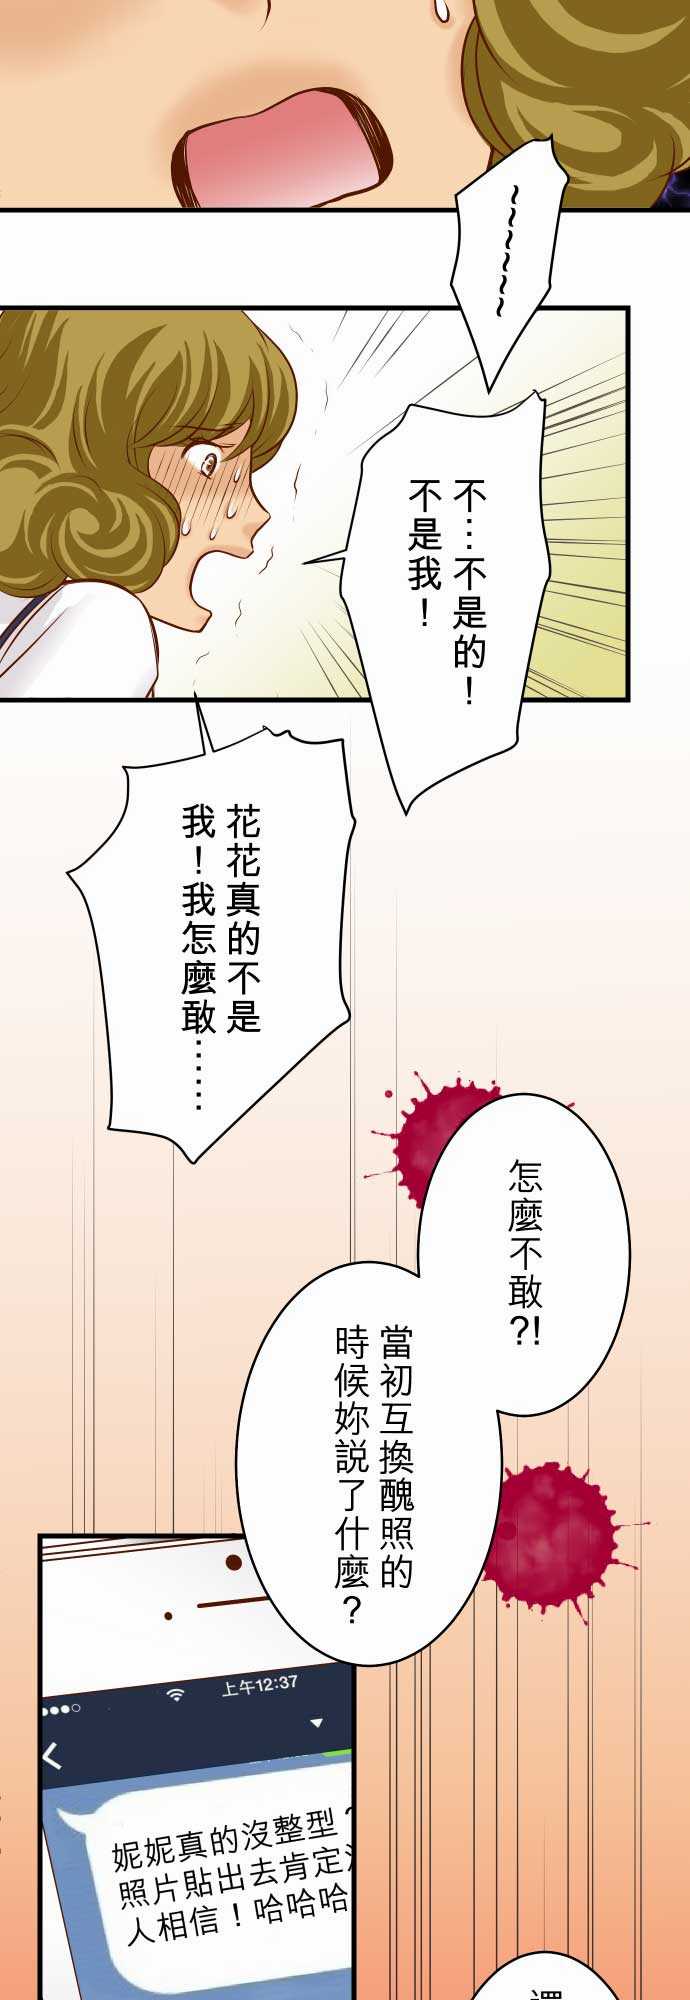 ～～～～～～
不…不是的！
不是我！
花花真的不是
我！我怎麼敢……
怎麼不敢?!
當初互換醜照的
時候妳說了什麼？
上午12:37
妮妮真的沒整型？
照片貼出去肯定
人相信！哈哈哈
還